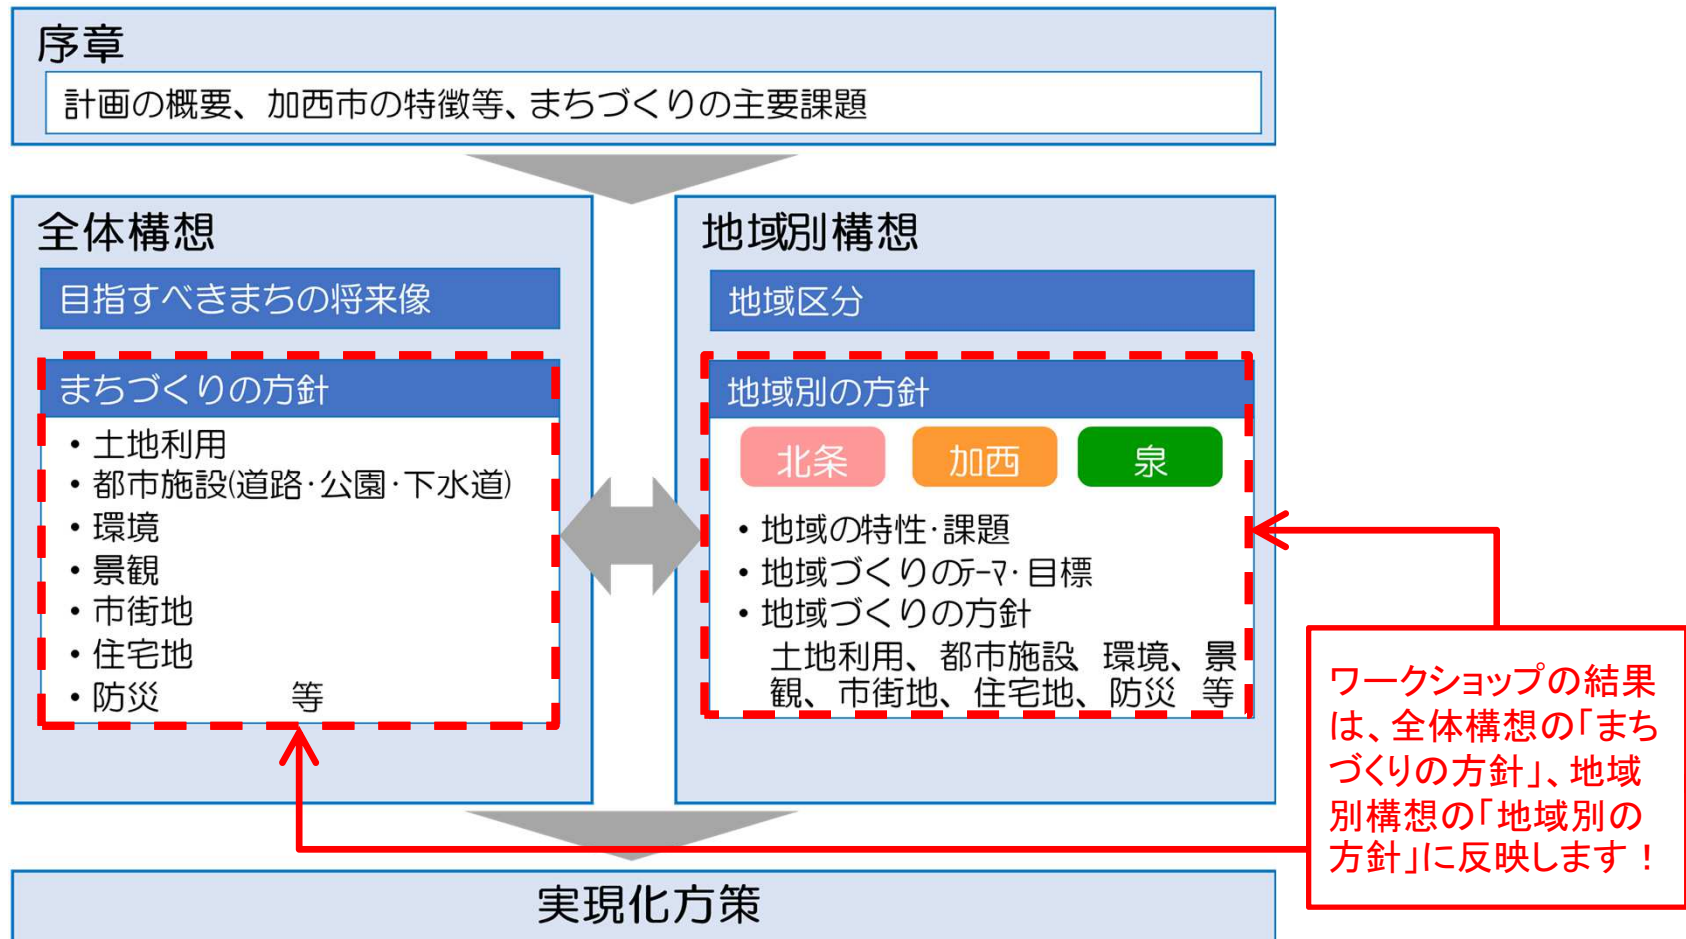 序章
計画の概要、加西市の特徴等、まちづくりの主要課題
全体構想
目指すべきまちの将来像
まちづくりの方針
・土地利用
・都市施設(道路・公園・下水道)
・環境
・景観
・市街地
・住宅地
・防災　　　　等
地域別構想
地域区分
地域別の方針
北条
加西
泉
・地域の特性・課題
・地域づくりのテーマ・目標
・地域づくりの方針
土地利用、都市施設、環境、景
観、市街地、住宅地、防災 等
ワークショップの結果
は、全体構想の「まち
づくりの方針」、地域
別構想の「地域別の
方針」に反映します！
実現化方策